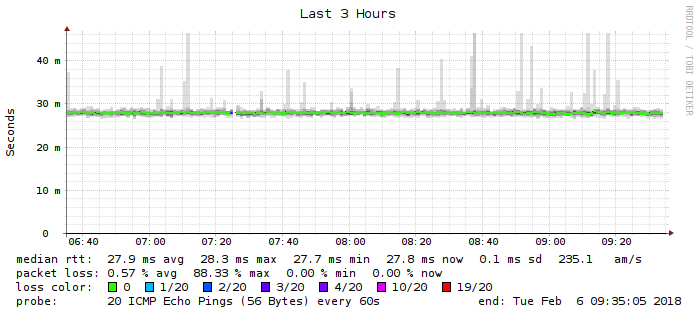 Last 3 Hours
RRDTOOL / TOBI OETIKER
Seconds
40 m
30 m
20 m
10 m
0
06:40 07:00 07:20 07:40 08:00 08:20 08:40 09:00 09:20
median rtt: 27.9 ms avg 28.3 ms max 27.7 ms min 27.8 ms now 0.1 ms sd 235.1 am/s
packet loss: 0.57 % avg 88.33 % max 0.00 % min 0.00 % now
loss color: 0 1/20 2/20 3/20 4/20 10/20 19/20
probe: 20 ICMP Echo Pings (56 Bytes) every 60s end: Tue Feb 6 09:35:05 2018